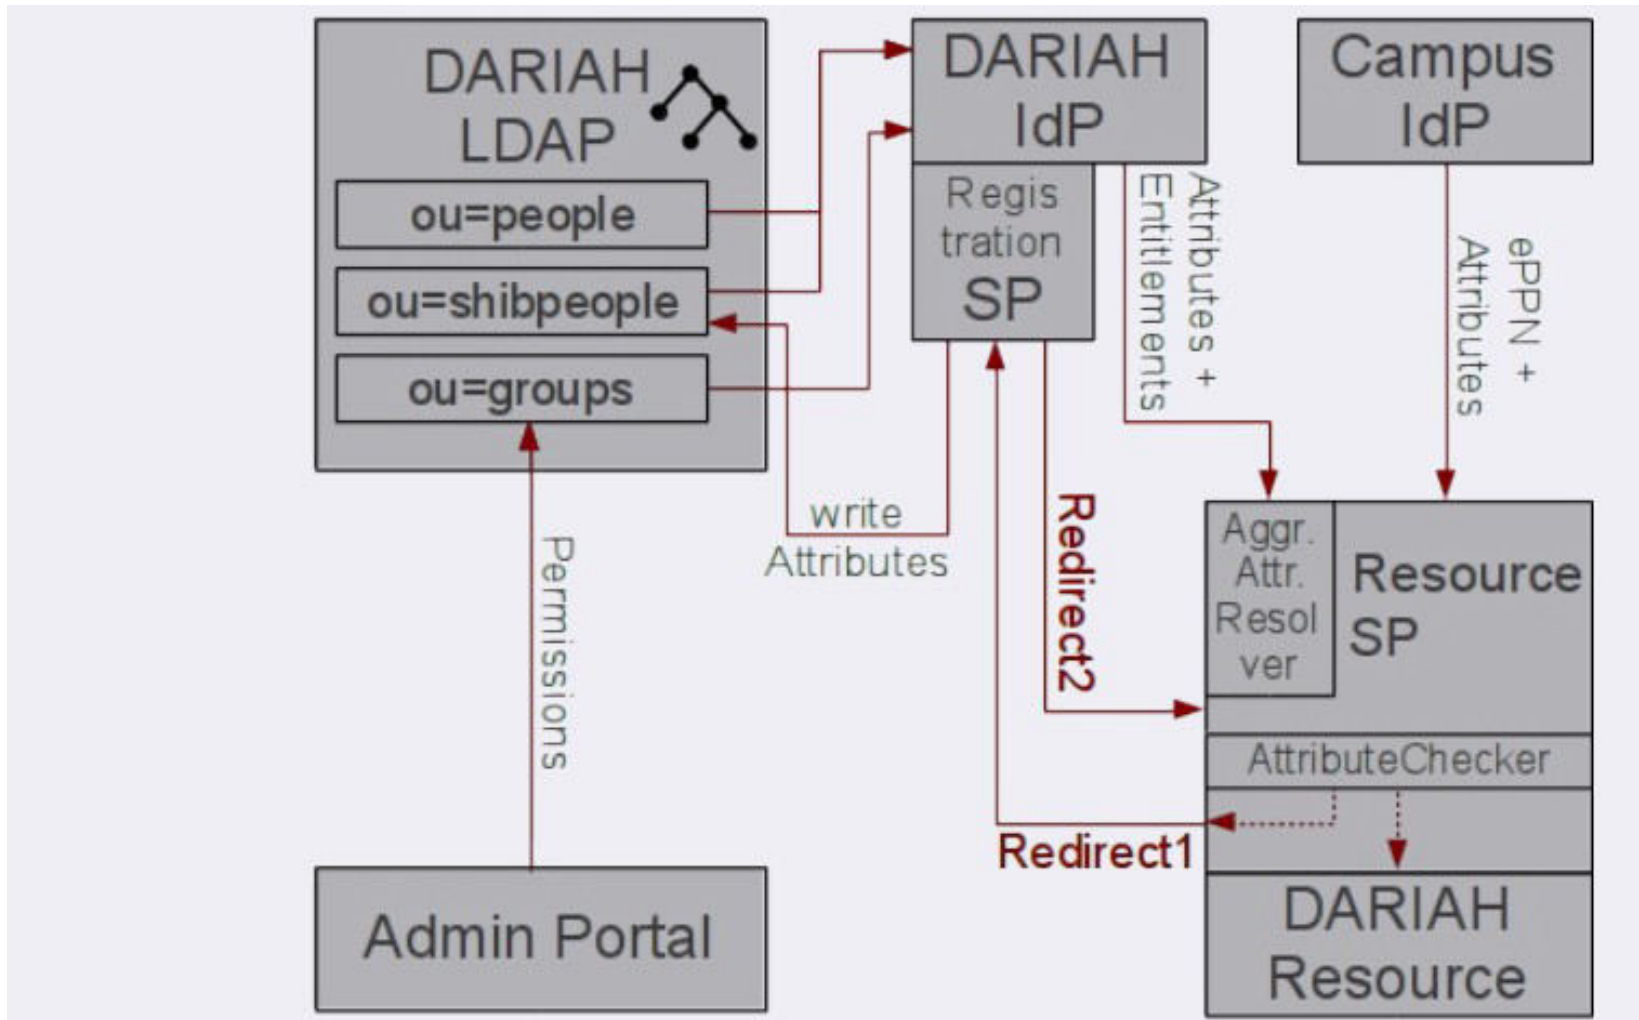 DARIAH
LDAP
ou=people
ou=shibpeople
ou=groups
DARIAH
IdP
Regis
tration
SP
Campus
IdP
Attributes +
Entitlements
ePPN +
Attributes
write
Attributes
Redirect2
Permissions
Aggr.
Attr.
Resol
ver
Resource
SP
AttributeChecker
Redirect1
DARIAH
Resource
Admin Portal